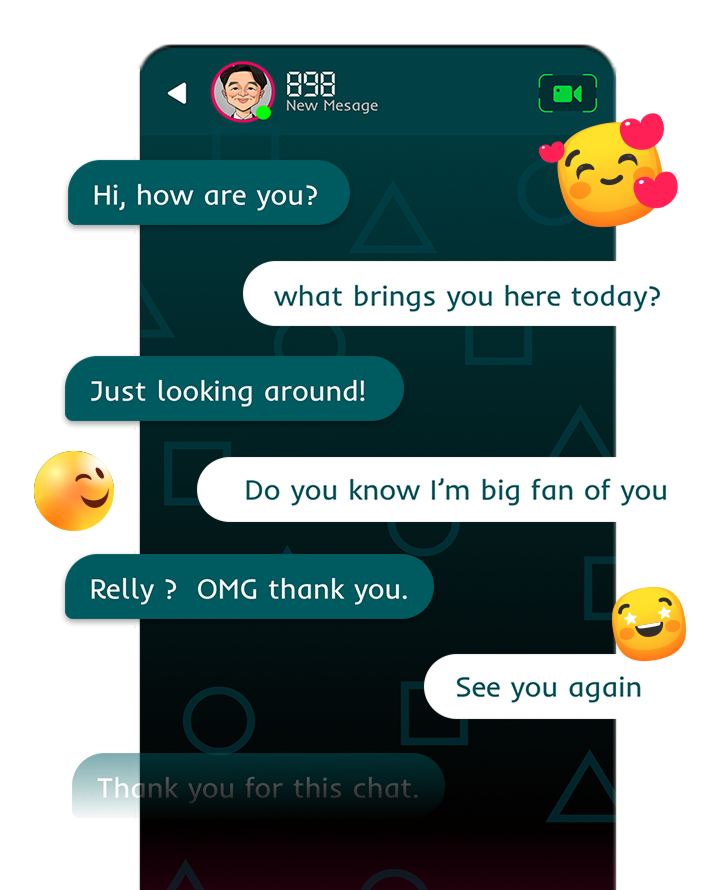 898
New Mesage
Hi, how are you?
what brings you here today?
Just looking around!
Do you know I’m big fan of you
Relly ? OMG thank you.
See you again
Thank you for this chat.